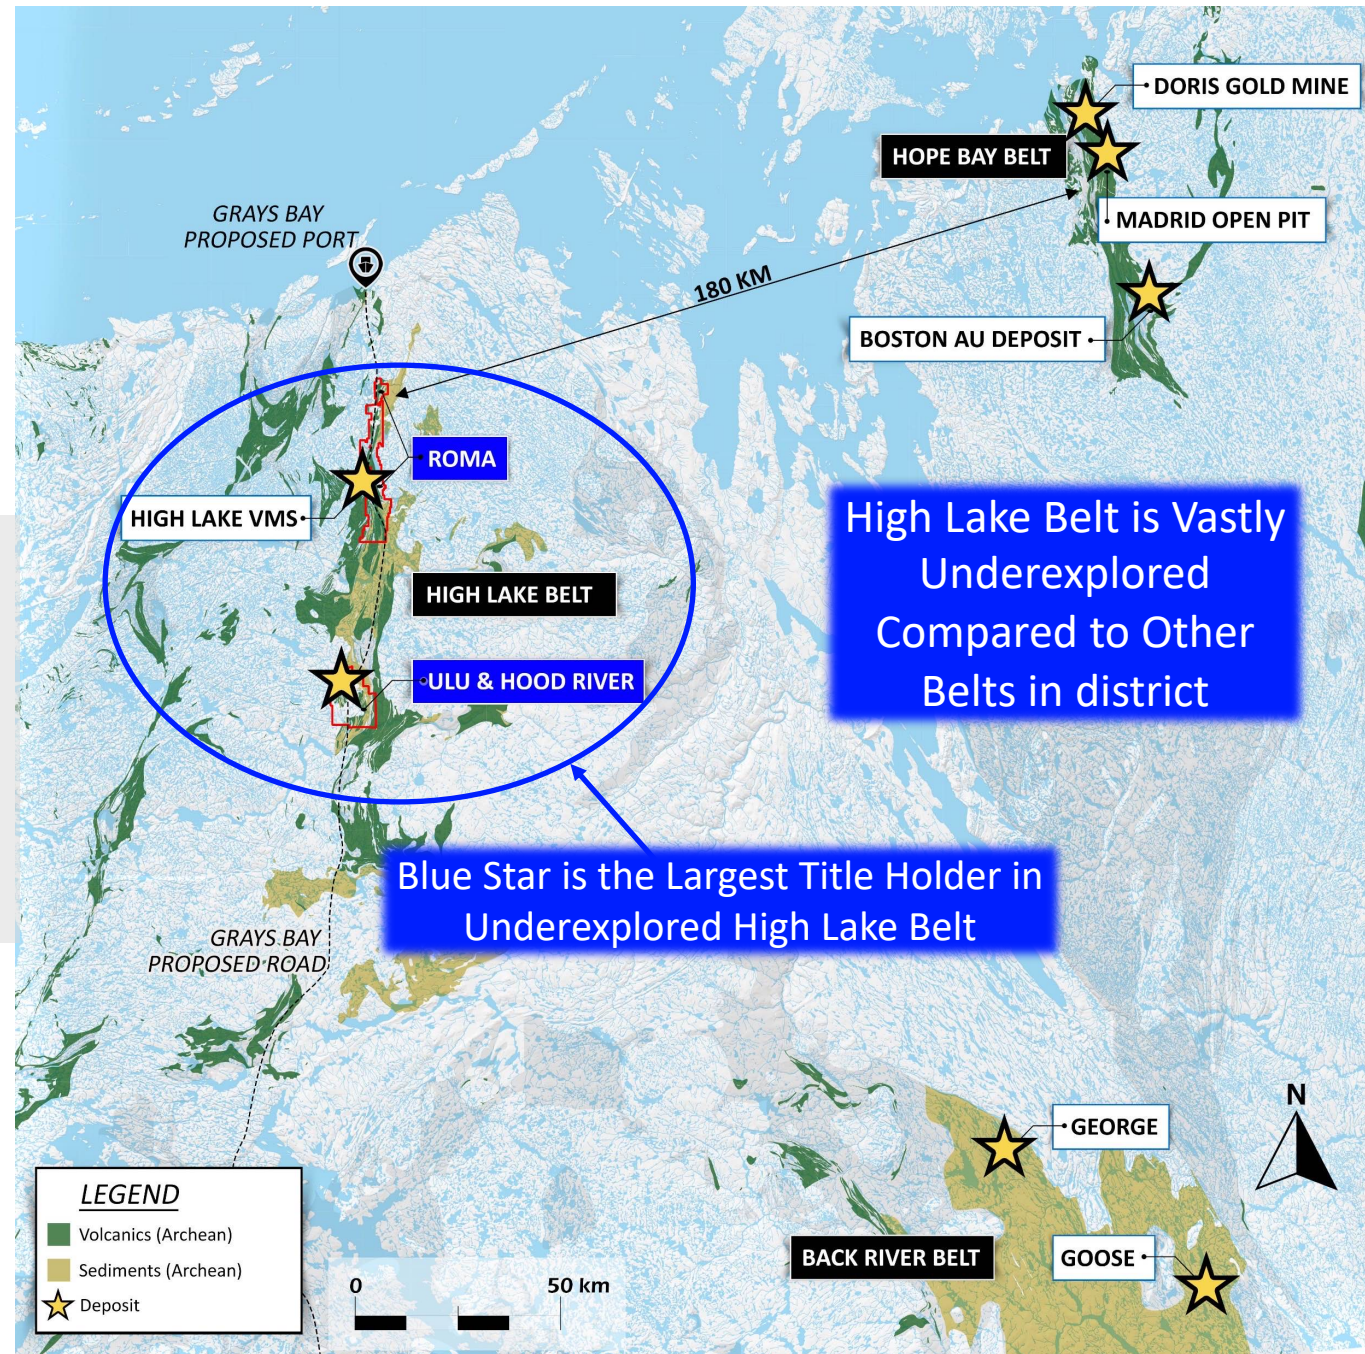 DORIS GOLD MINE
HOPE BAY BELT
MADRID OPEN PIT
GRAYS BAY
PROPOSED PORT
180 KM
BOSTON AU DEPOSIT
ROMA
HIGH LAKE VMS
High Lake Belt is Vastly
Underexplored
Compared to Other
Belts in district
HIGH LAKE BELT
ULU & HOOD RIVER
Blue Star is the Largest Title Holder in
Underexplored High Lake Belt
GRAYS BAY
PROPOSED ROAD
N
GEORGE
BACK RIVER BELT
GOOSE
LEGEND
Volcanics (Archean)
Sediments (Archean)
Deposit
0 50 km